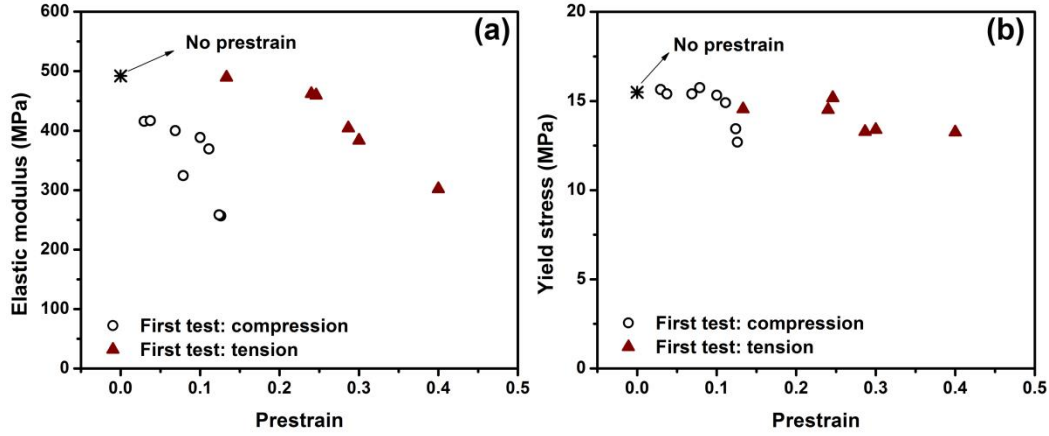 600
500
400
300
200
100
0
0.0 0.1 0.2 0.3 0.4 0.5
Elastic modulus (MPa)
Prestrain
(a)
No prestrain
First test: compression
First test: tension
20
15
10
5
0
0.0 0.1 0.2 0.3 0.4 0.5
Yield stress (MPa)
Prestrain
(b)
No prestrain
First test: compression
First test: tension